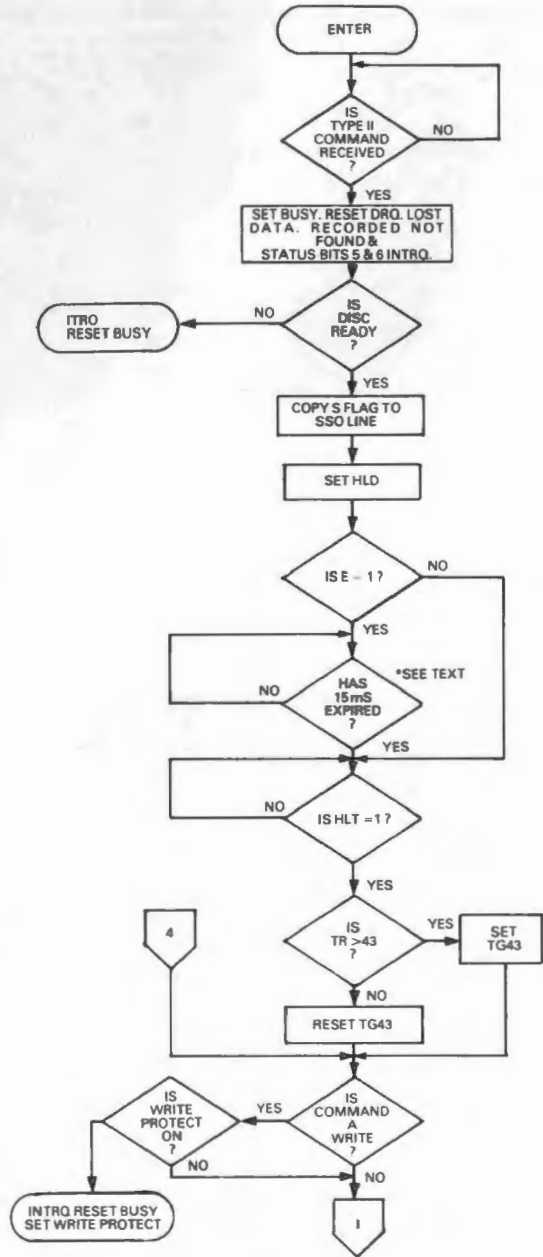 ENTER
IS
TYPE II
COMMAND
RECEIVED
?
NO
YES
SET BUSY. RESET DRQ. LOST
DATA. RECORDED NOT
FOUND &
STATUS BITS 5 & 6 INTRQ.
IS
DISC
READY
?
NO
ITRO
RESET BUSY
YES
COPY S FLAG TO
SSO LINE
SET HLD
IS E – 1 ?
NO
YES
HAS
15mS
EXPIRED
?
*SEE TEXT
NO
YES
IS HLT = 1 ?
NO
YES
4
IS
TR >43
?
YES
SET
TG43
NO
RESET TG43
IS
COMMAND
A
WRITE
?
YES
IS
WRITE
PROTECT
ON
?
NO
NO
INTRQ RESET BUSY
SET WRITE PROTECT
I